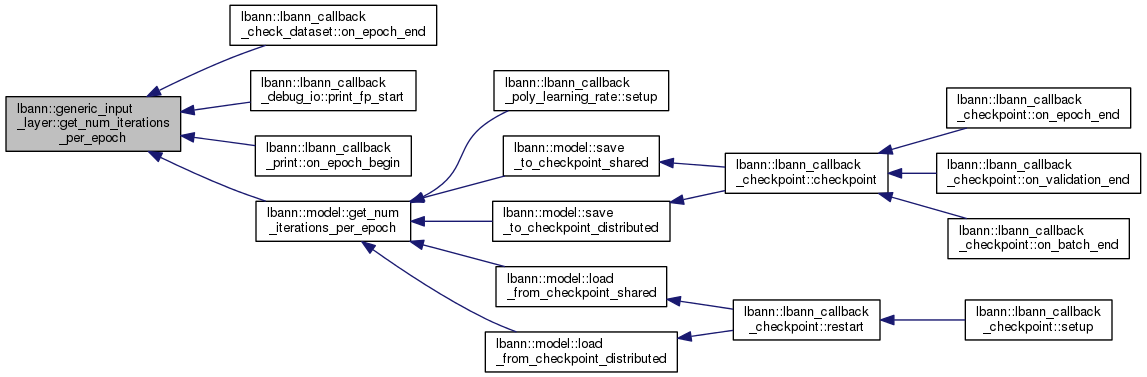 lbann::generic_input
_layer::get_num_iterations
_per_epoch
lbann::lbann_callback
_check_dataset::on_epoch_end
lbann::lbann_callback
_debug_io::print_fp_start
lbann::lbann_callback
_print::on_epoch_begin
lbann::model::get_num
_iterations_per_epoch
lbann::lbann_callback
_poly_learning_rate::setup
lbann::model::save
_to_checkpoint_shared
lbann::model::save
_to_checkpoint_distributed
lbann::model::load
_from_checkpoint_shared
lbann::model::load
_from_checkpoint_distributed
lbann::lbann_callback
_checkpoint::checkpoint
lbann::lbann_callback
_checkpoint::restart
lbann::lbann_callback
_checkpoint::on_epoch_end
lbann::lbann_callback
_checkpoint::on_validation_end
lbann::lbann_callback
_checkpoint::on_batch_end
lbann::lbann_callback
_checkpoint::setup